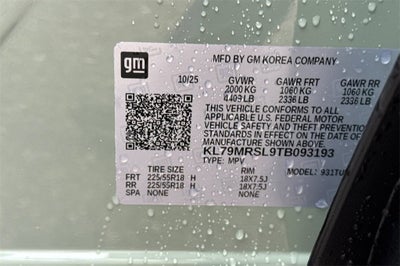 gm
MFD BY GM KOREA COMPANY
10/25 GVWR GAWR FRT GAWR RR
2000 KG 1060 KG 1060 KG
4409 LB 2336 LB 2336 LB
THIS VEHICLE CONFORMS TO ALL
APPLICABLE U.S. FEDERAL MOTOR
VEHICLE SAFETY AND THEFT PREVENTION
STANDARDS IN EFFECT ON THE DATE OF
MANUFACTURE SHOWN ABOVE.
KL79MRSL9TB093193
TYPE: MPV MODEL:
TIRE SIZE RIM
FRT 225/55R18 H 18X7.5J
RR 225/55R18 H 18X7.5J
SPA NONE NONE